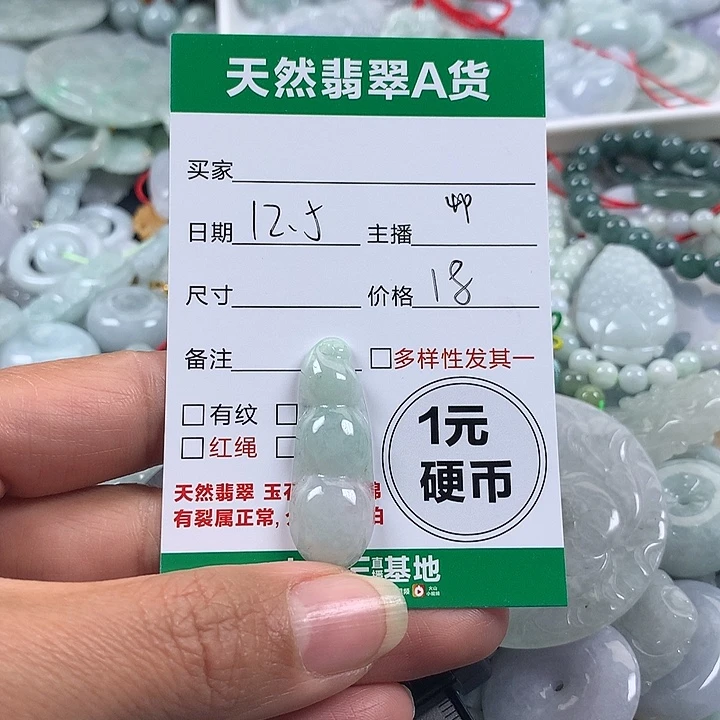 天然翡翠A货
买家
日期 12.5 主播
尺寸 价格 18
备注 □多样性发其一
□有纹 □
□红绳 □
1元
硬币
天然翡翠 玉石 棉
有裂属正常,
基地